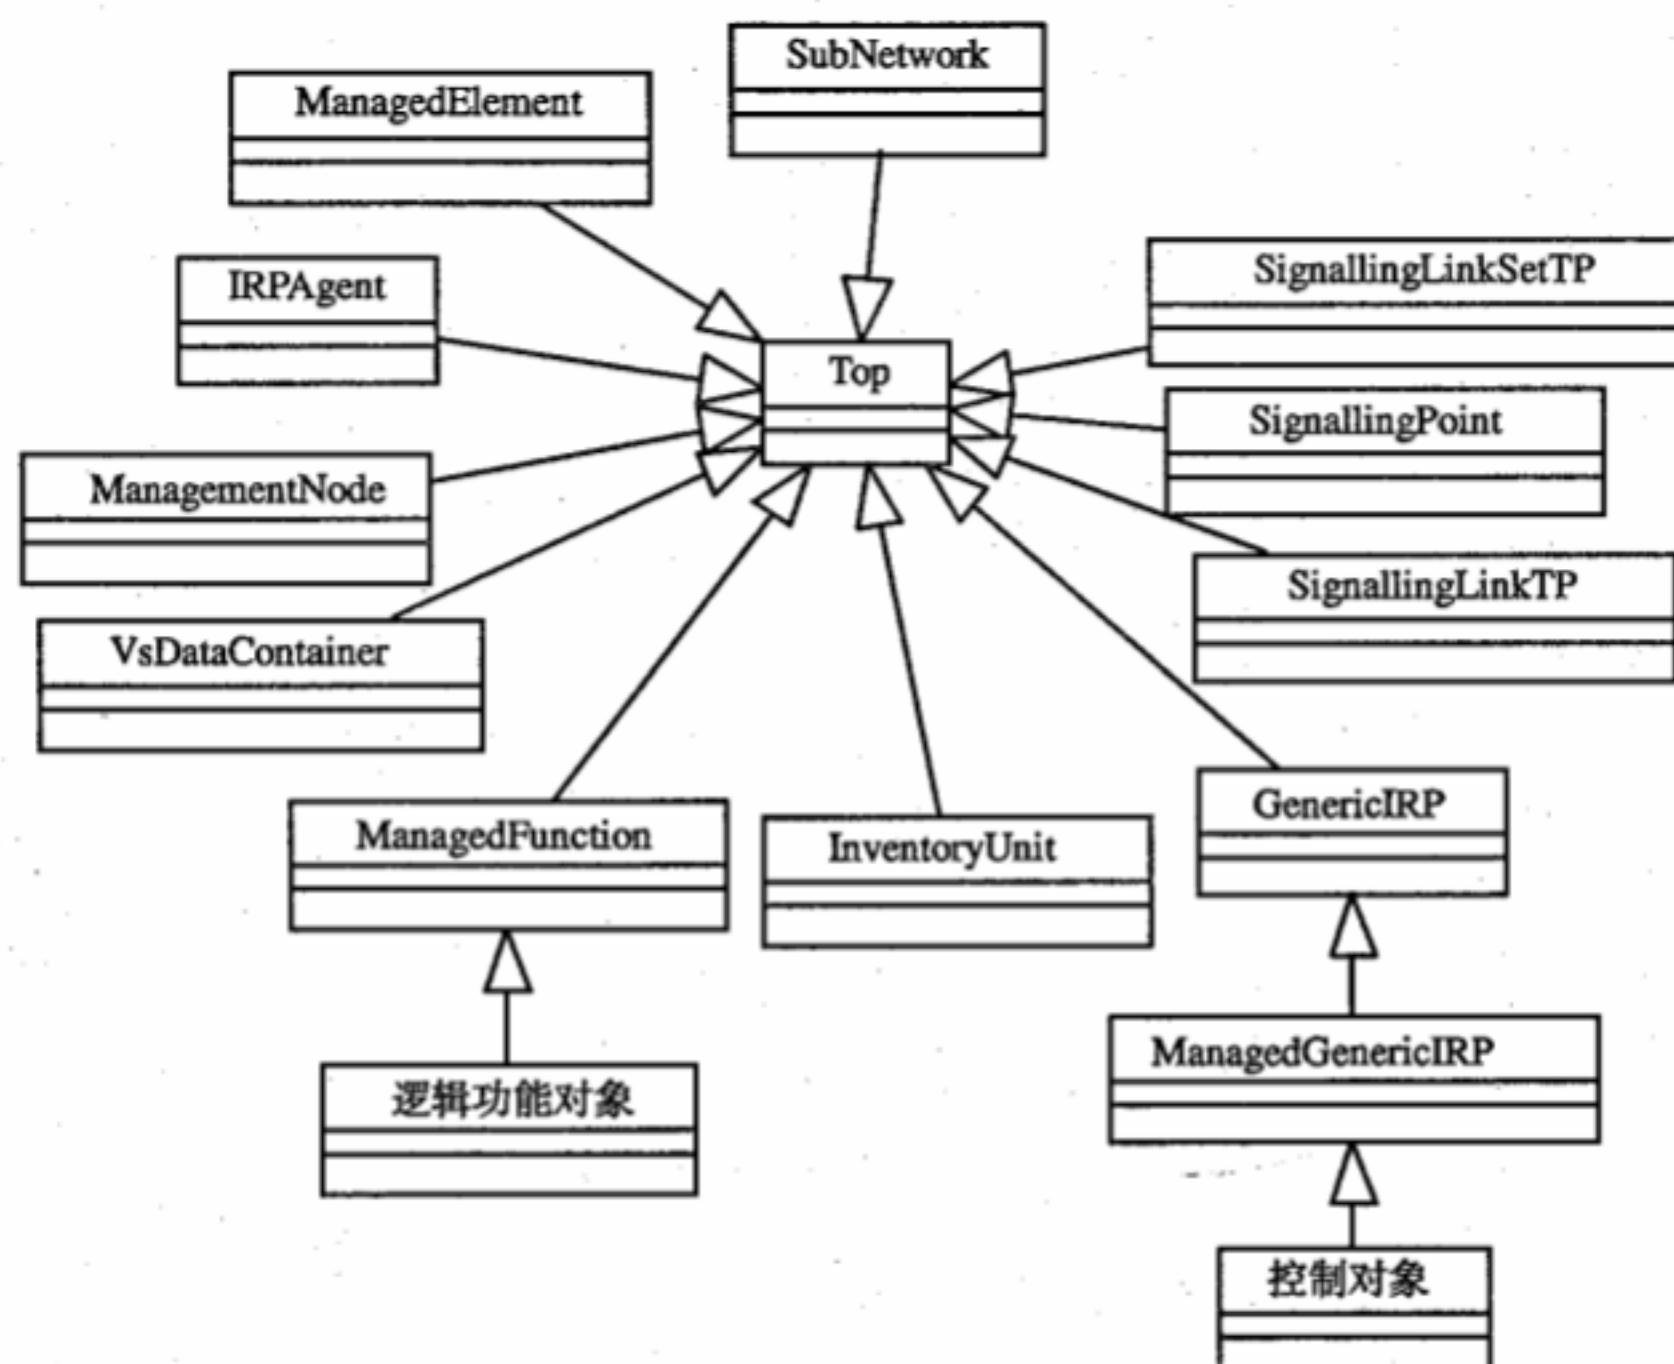 SubNetwork
ManagedElement
SignallingLinkSetTP
IRPAgent
Top
SignallingPoint
ManagementNode
SignallingLinkTP
VsDataContainer
GenericIRP
ManagedFunction
InventoryUnit
ManagedGenericIRP
逻辑功能对象
控制对象